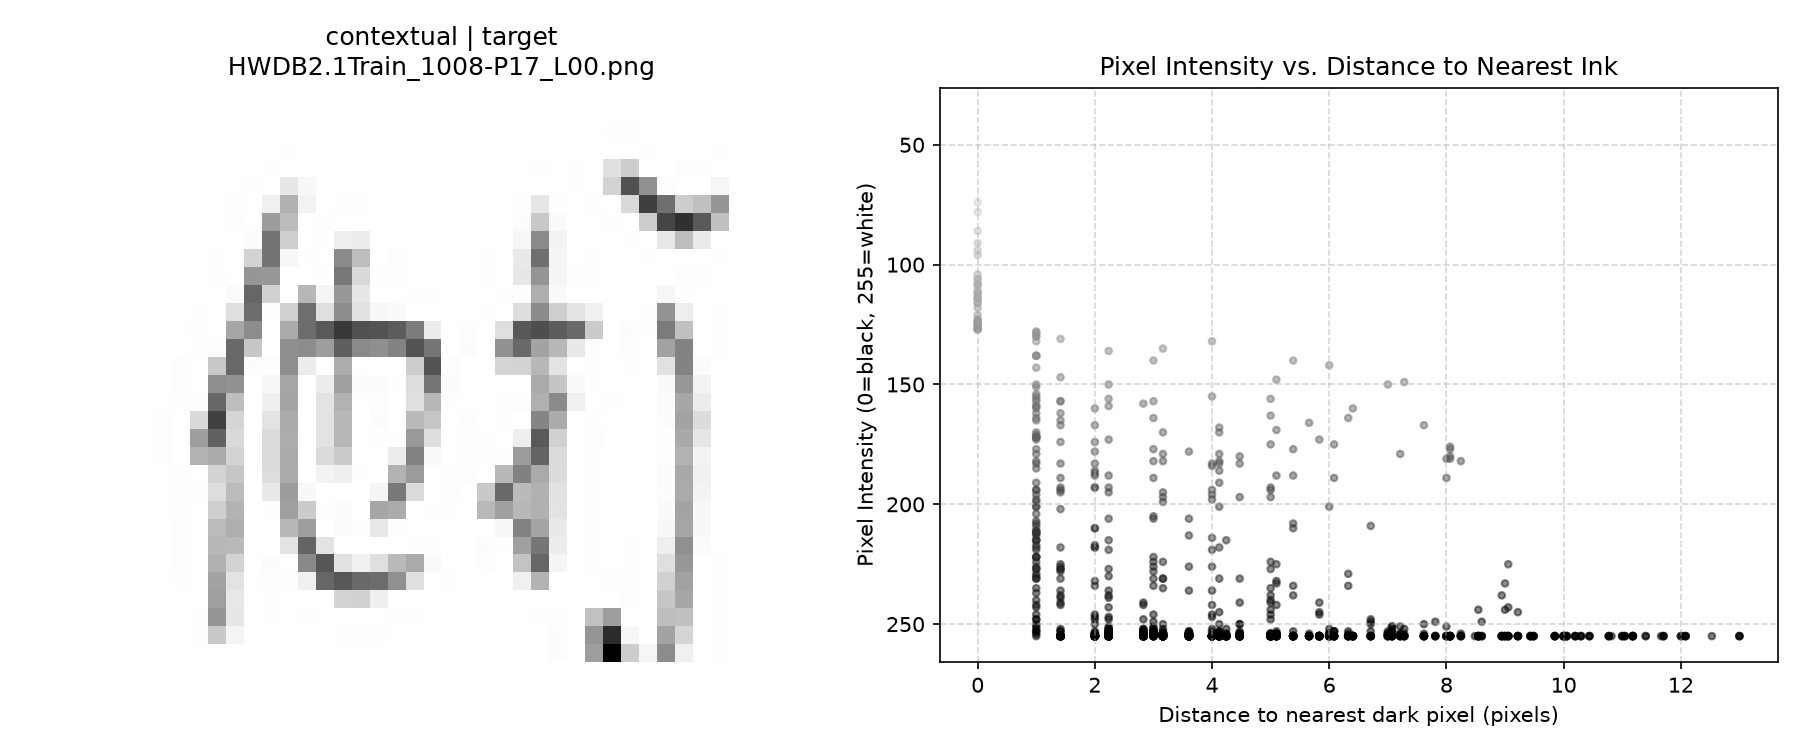 contextual | target
HWDB2.1Train_1008-P17_L00.png
他
Pixel Intensity vs. Distance to Nearest Ink
Pixel Intensity (0=black, 255=white)
50
100
150
200
250
0 2 4 6 8 10 12
Distance to nearest dark pixel (pixels)